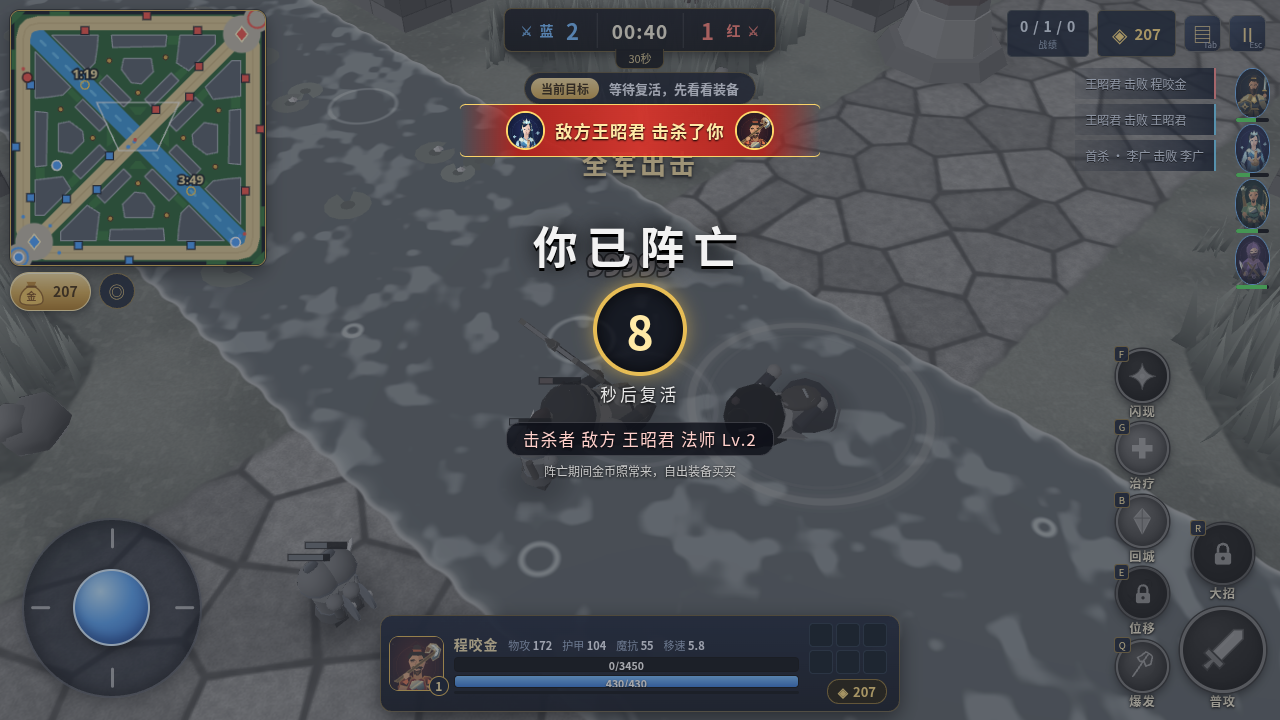 蓝 2 00:40 1 红
30秒
当前目标 等待复活，先看看装备
敌方王昭君 击杀了你
全军出击
你已阵亡
99999
8
秒后复活
击杀者 敌方 王昭君 法师 Lv.2
阵亡期间金币照常来，自出装备买买
1:19
3:49
金 207
0 / 1 / 0
战绩
207
Tab
Esc
王昭君 击败 程咬金
王昭君 击败 王昭君
首杀 · 李广 击败 李广
F
闪现
G
治疗
B
回城
R
大招
E
位移
Q
爆发
普攻
程咬金 物攻 172 护甲 104 魔抗 55 移速 5.8
0/3450
430/430
1
207